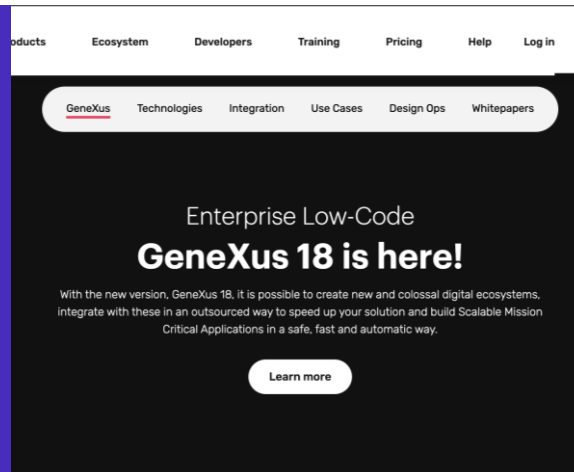 oducts Ecosystem Developers Training Pricing Help Log in
GeneXus Technologies Integration Use Cases Design Ops Whitepapers
Enterprise Low-Code
GeneXus 18 is here!
With the new version, GeneXus 18, it is possible to create new and colossal digital ecosystems,
integrate with these in an outsourced way to speed up your solution and build Scalable Mission
Critical Applications in a safe, fast and automatic way.
Learn more